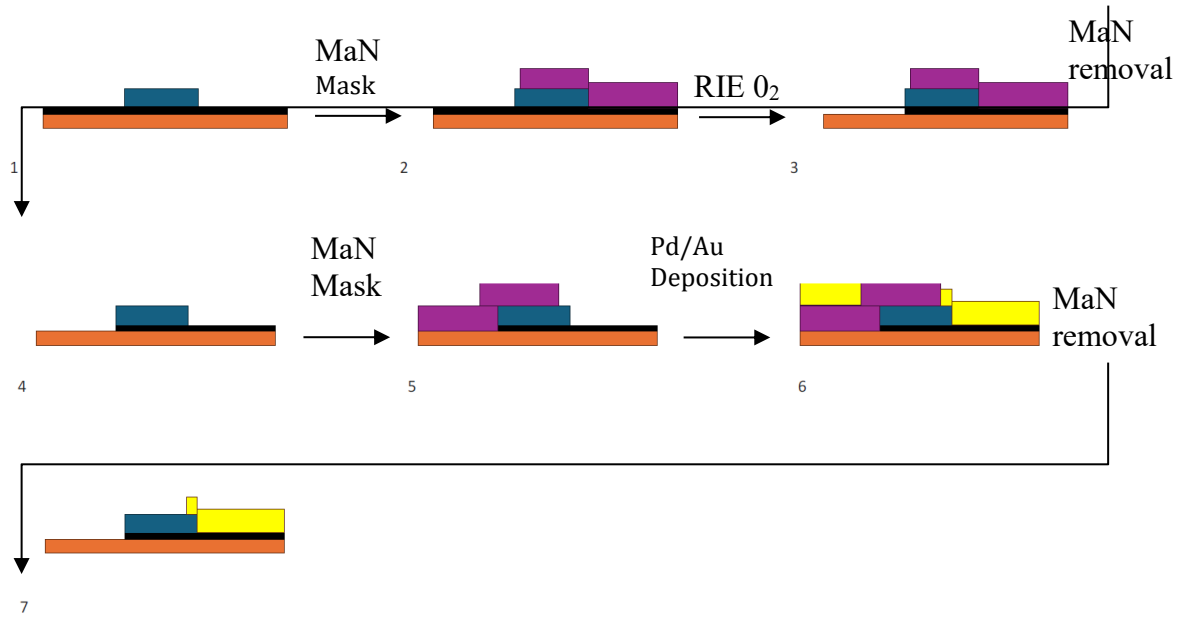 MaN
Mask
RIE 0₂
MaN
removal
1
2
3
MaN
Mask
Pd/Au
Deposition
MaN
removal
4
5
6
7